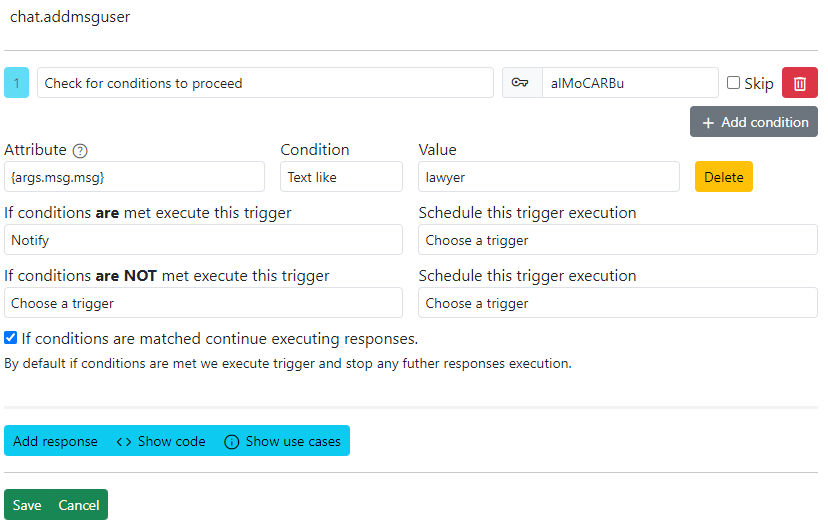 chat.addmsguser
1 Check for conditions to proceed alMoCARBu Skip
+ Add condition
Attribute ? Condition Value
{args.msg.msg} Text like lawyer Delete
If conditions are met execute this trigger Schedule this trigger execution
Notify Choose a trigger
If conditions are NOT met execute this trigger Schedule this trigger execution
Choose a trigger Choose a trigger
If conditions are matched continue executing responses.
By default if conditions are met we execute trigger and stop any futher responses execution.
Add response <> Show code Show use cases
Save Cancel